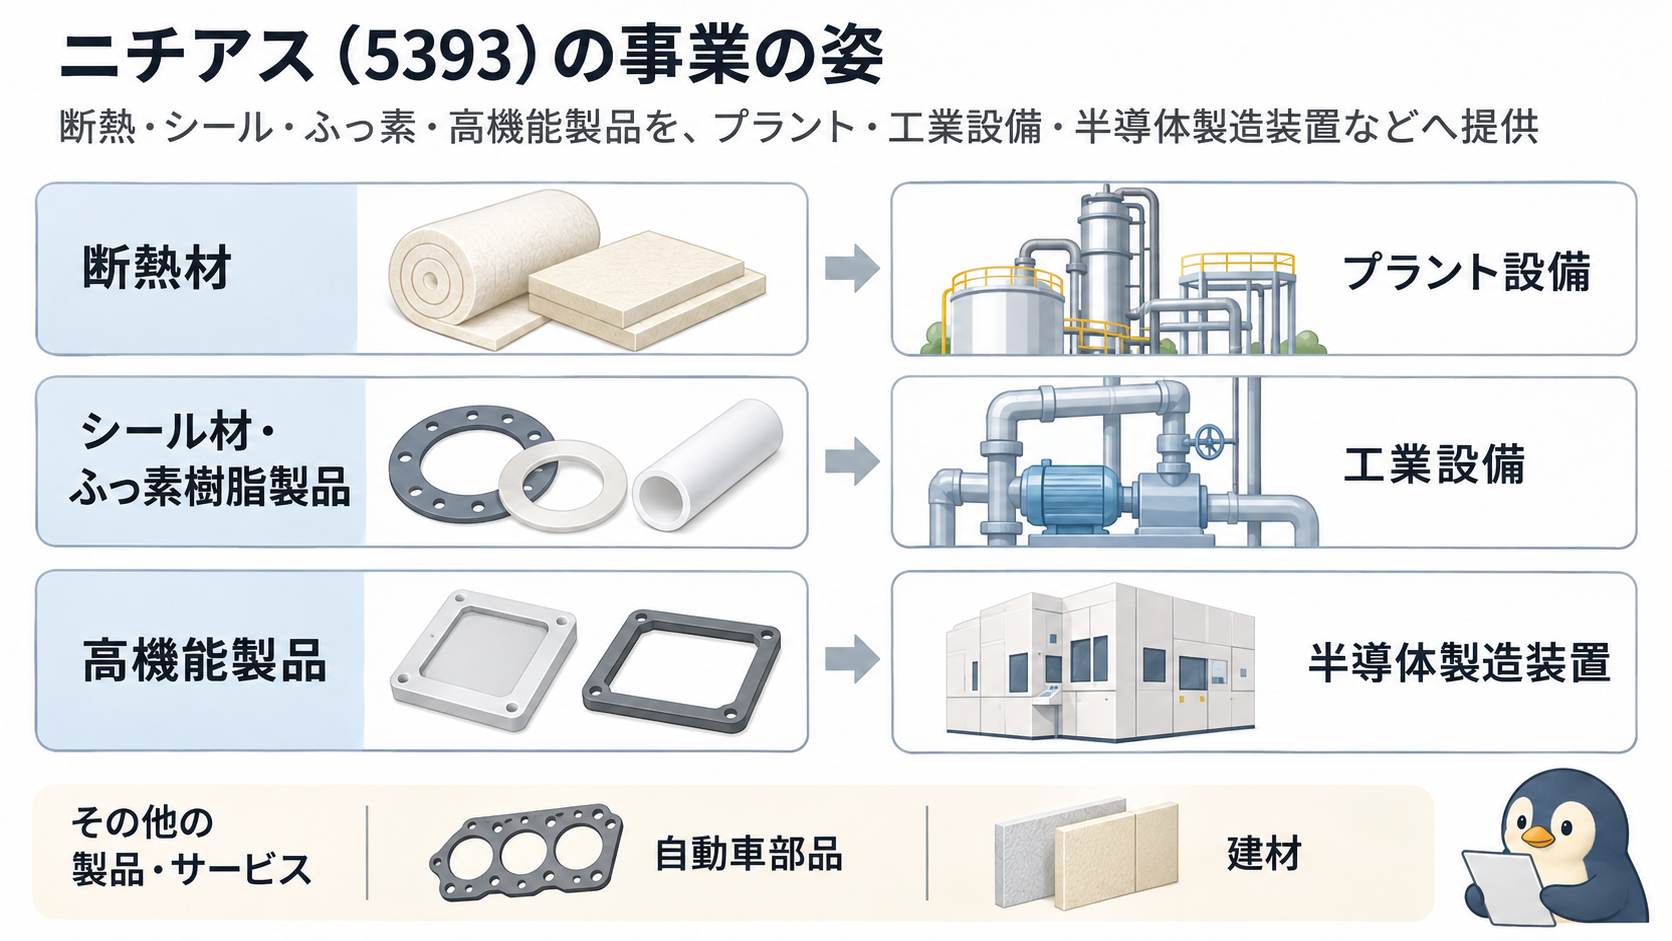 ニチアス（5393）の事業の姿
断熱・シール・ふっ素・高機能製品を、プラント・工業設備・半導体製造装置などへ提供
断熱材
プラント設備
シール材・
ふっ素樹脂製品
工業設備
高機能製品
半導体製造装置
その他の
製品・サービス
自動車部品
建材